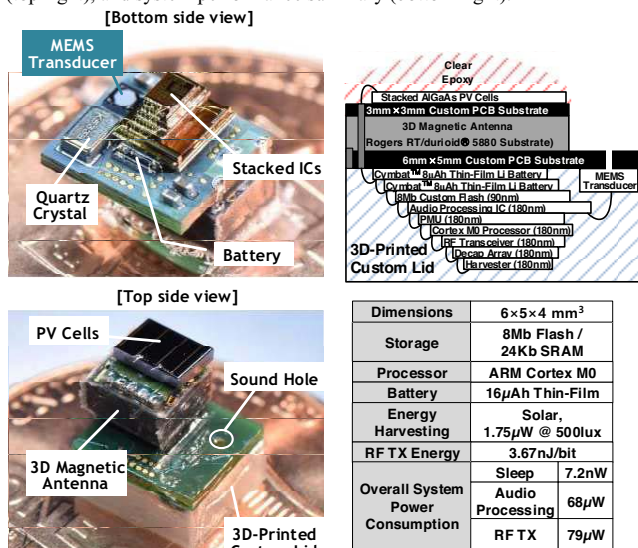 [Bottom side view]
MEMS
Transducer
Stacked ICs
Quartz
Crystal
Battery
Clear
Epoxy
Stacked AlGaAs PV Cells
3mm×3mm Custom PCB Substrate
3D Magnetic Antenna
Rogers RT/duroid® 5880 Substrate)
6mm×5mm Custom PCB Substrate
Cymbat™ 8µAh Thin-Film Li Battery
Cymbat™ 8µAh Thin-Film Li Battery
MEMS
Transducer
8Mb Custom Flash (90nm)
Audio Processing IC (180nm)
PMU (180nm)
Cortex M0 Processor (180nm)
RF Transceiver (180nm)
Decap Array (180nm)
Harvester (180nm)
3D-Printed
Custom Lid
[Top side view]
PV Cells
Sound Hole
3D Magnetic
Antenna
3D-Printed
Dimensions 6×5×4 mm³
Storage 8Mb Flash /
24Kb SRAM
Processor ARM Cortex M0
Battery 16µAh Thin-Film
Energy
Harvesting Solar,
1.75µW @ 500lux
RF TX Energy 3.67nJ/bit
Overall System
Power
Consumption
Sleep 7.2nW
Audio
Processing 68µW
RF TX 79µW